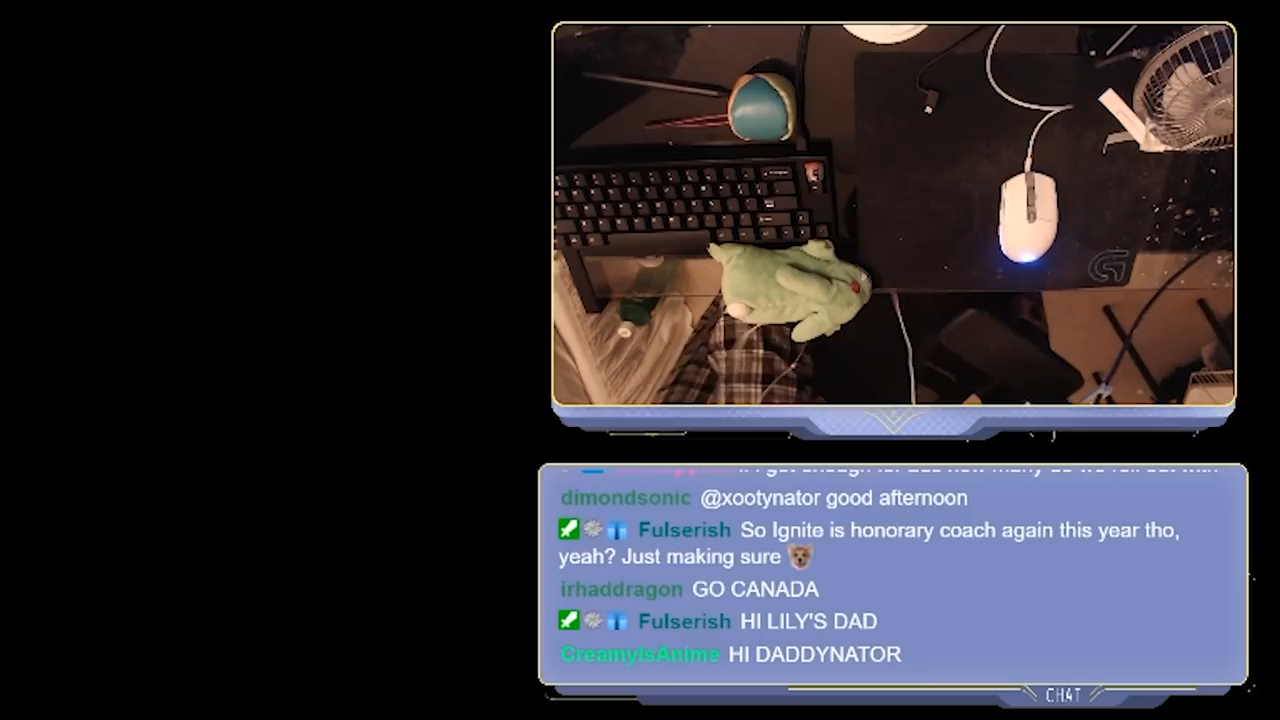 dimondsonic @xootynator good afternoon
Fulserish So Ignite is honorary coach again this year tho,
yeah? Just making sure
irhaddragon GO CANADA
Fulserish HI LILY'S DAD
CreamyIsAnime HI DADDYNATOR
CHAT